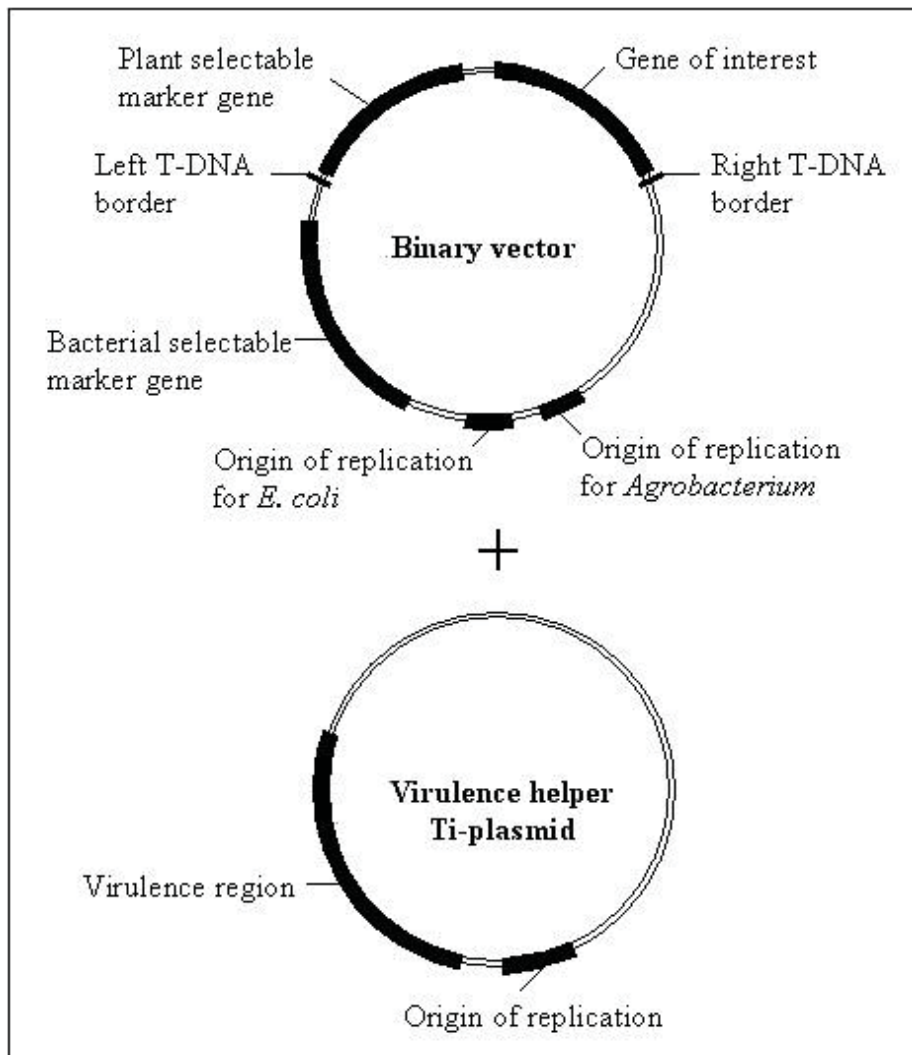 Plant selectable
marker gene
Gene of interest
Left T-DNA
border
Right T-DNA
border
Binary vector
Bacterial selectable
marker gene
Origin of replication
for E. coli
Origin of replication
for Agrobacterium
+
Virulence helper
Ti-plasmid
Virulence region
Origin of replication